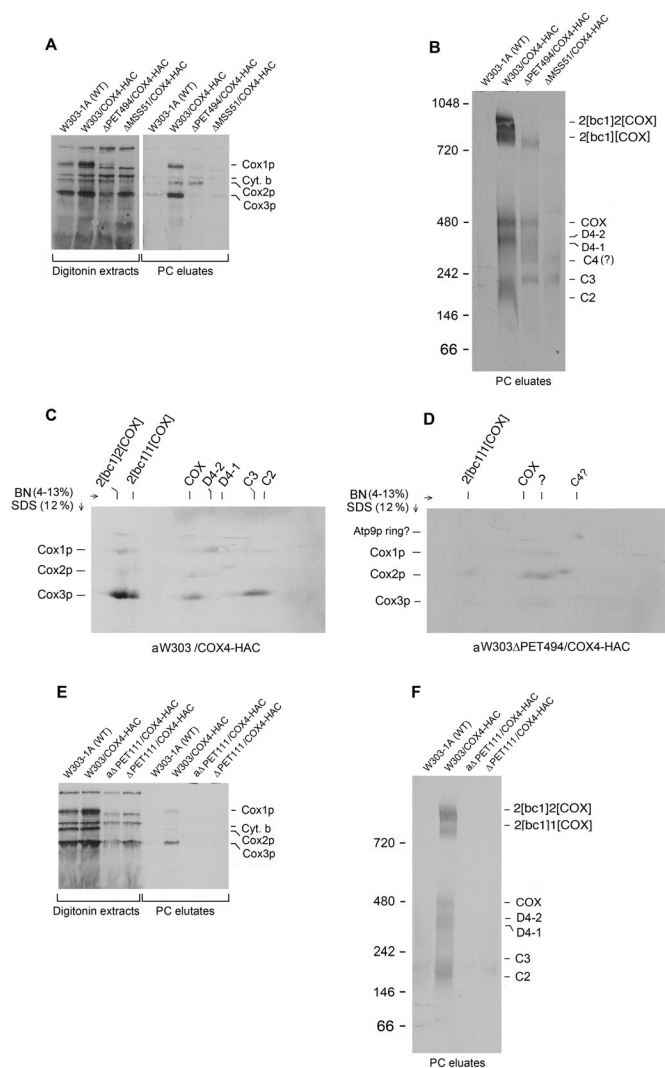 A
W303-1A (WT)
W303/COX4-HAC
ΔPET494/COX4-HAC
ΔMSS51/COX4-HAC
W303-1A (WT)
W303/COX4-HAC
ΔPET494/COX4-HAC
ΔMSS51/COX4-HAC
Cox1p
Cyt. b
Cox2p
Cox3p
Digitonin extracts
PC eluates
B
W303-1A (WT)
W303/COX4-HAC
ΔPET494/COX4-HAC
ΔMSS51/COX4-HAC
1048
720
480
242
146
66
2[bc1]2[COX]
2[bc1][COX]
COX
D4-2
D4-1
C4(?)
C3
C2
PC eluates
C
2[bc1]2[COX]
2[bc1]1[COX]
COX
D4-2
D4-1
C3
C2
BN (4-13%)
SDS (12 %)
Cox1p
Cox2p
Cox3p
aW303 /COX4-HAC
D
2[bc1]1[COX]
COX
?
C4?
BN (4-13%)
SDS (12 %)
Atp9p ring?
Cox1p
Cox2p
Cox3p
aW303ΔPET494/COX4-HAC
E
W303-1A (WT)
W303/COX4-HAC
aΔPET111/COX4-HAC
ΔPET111/COX4-HAC
W303-1A (WT)
W303/COX4-HAC
aΔPET111/COX4-HAC
ΔPET111/COX4-HAC
Cox1p
Cyt. b
Cox2p
Cox3p
Digitonin extracts
PC elutates
F
W303-1A (WT)
W303/COX4-HAC
aΔPET111/COX4-HAC
ΔPET111/COX4-HAC
720
480
242
146
66
2[bc1]2[COX]
2[bc1]1[COX]
COX
D4-2
D4-1
C3
C2
PC eluates